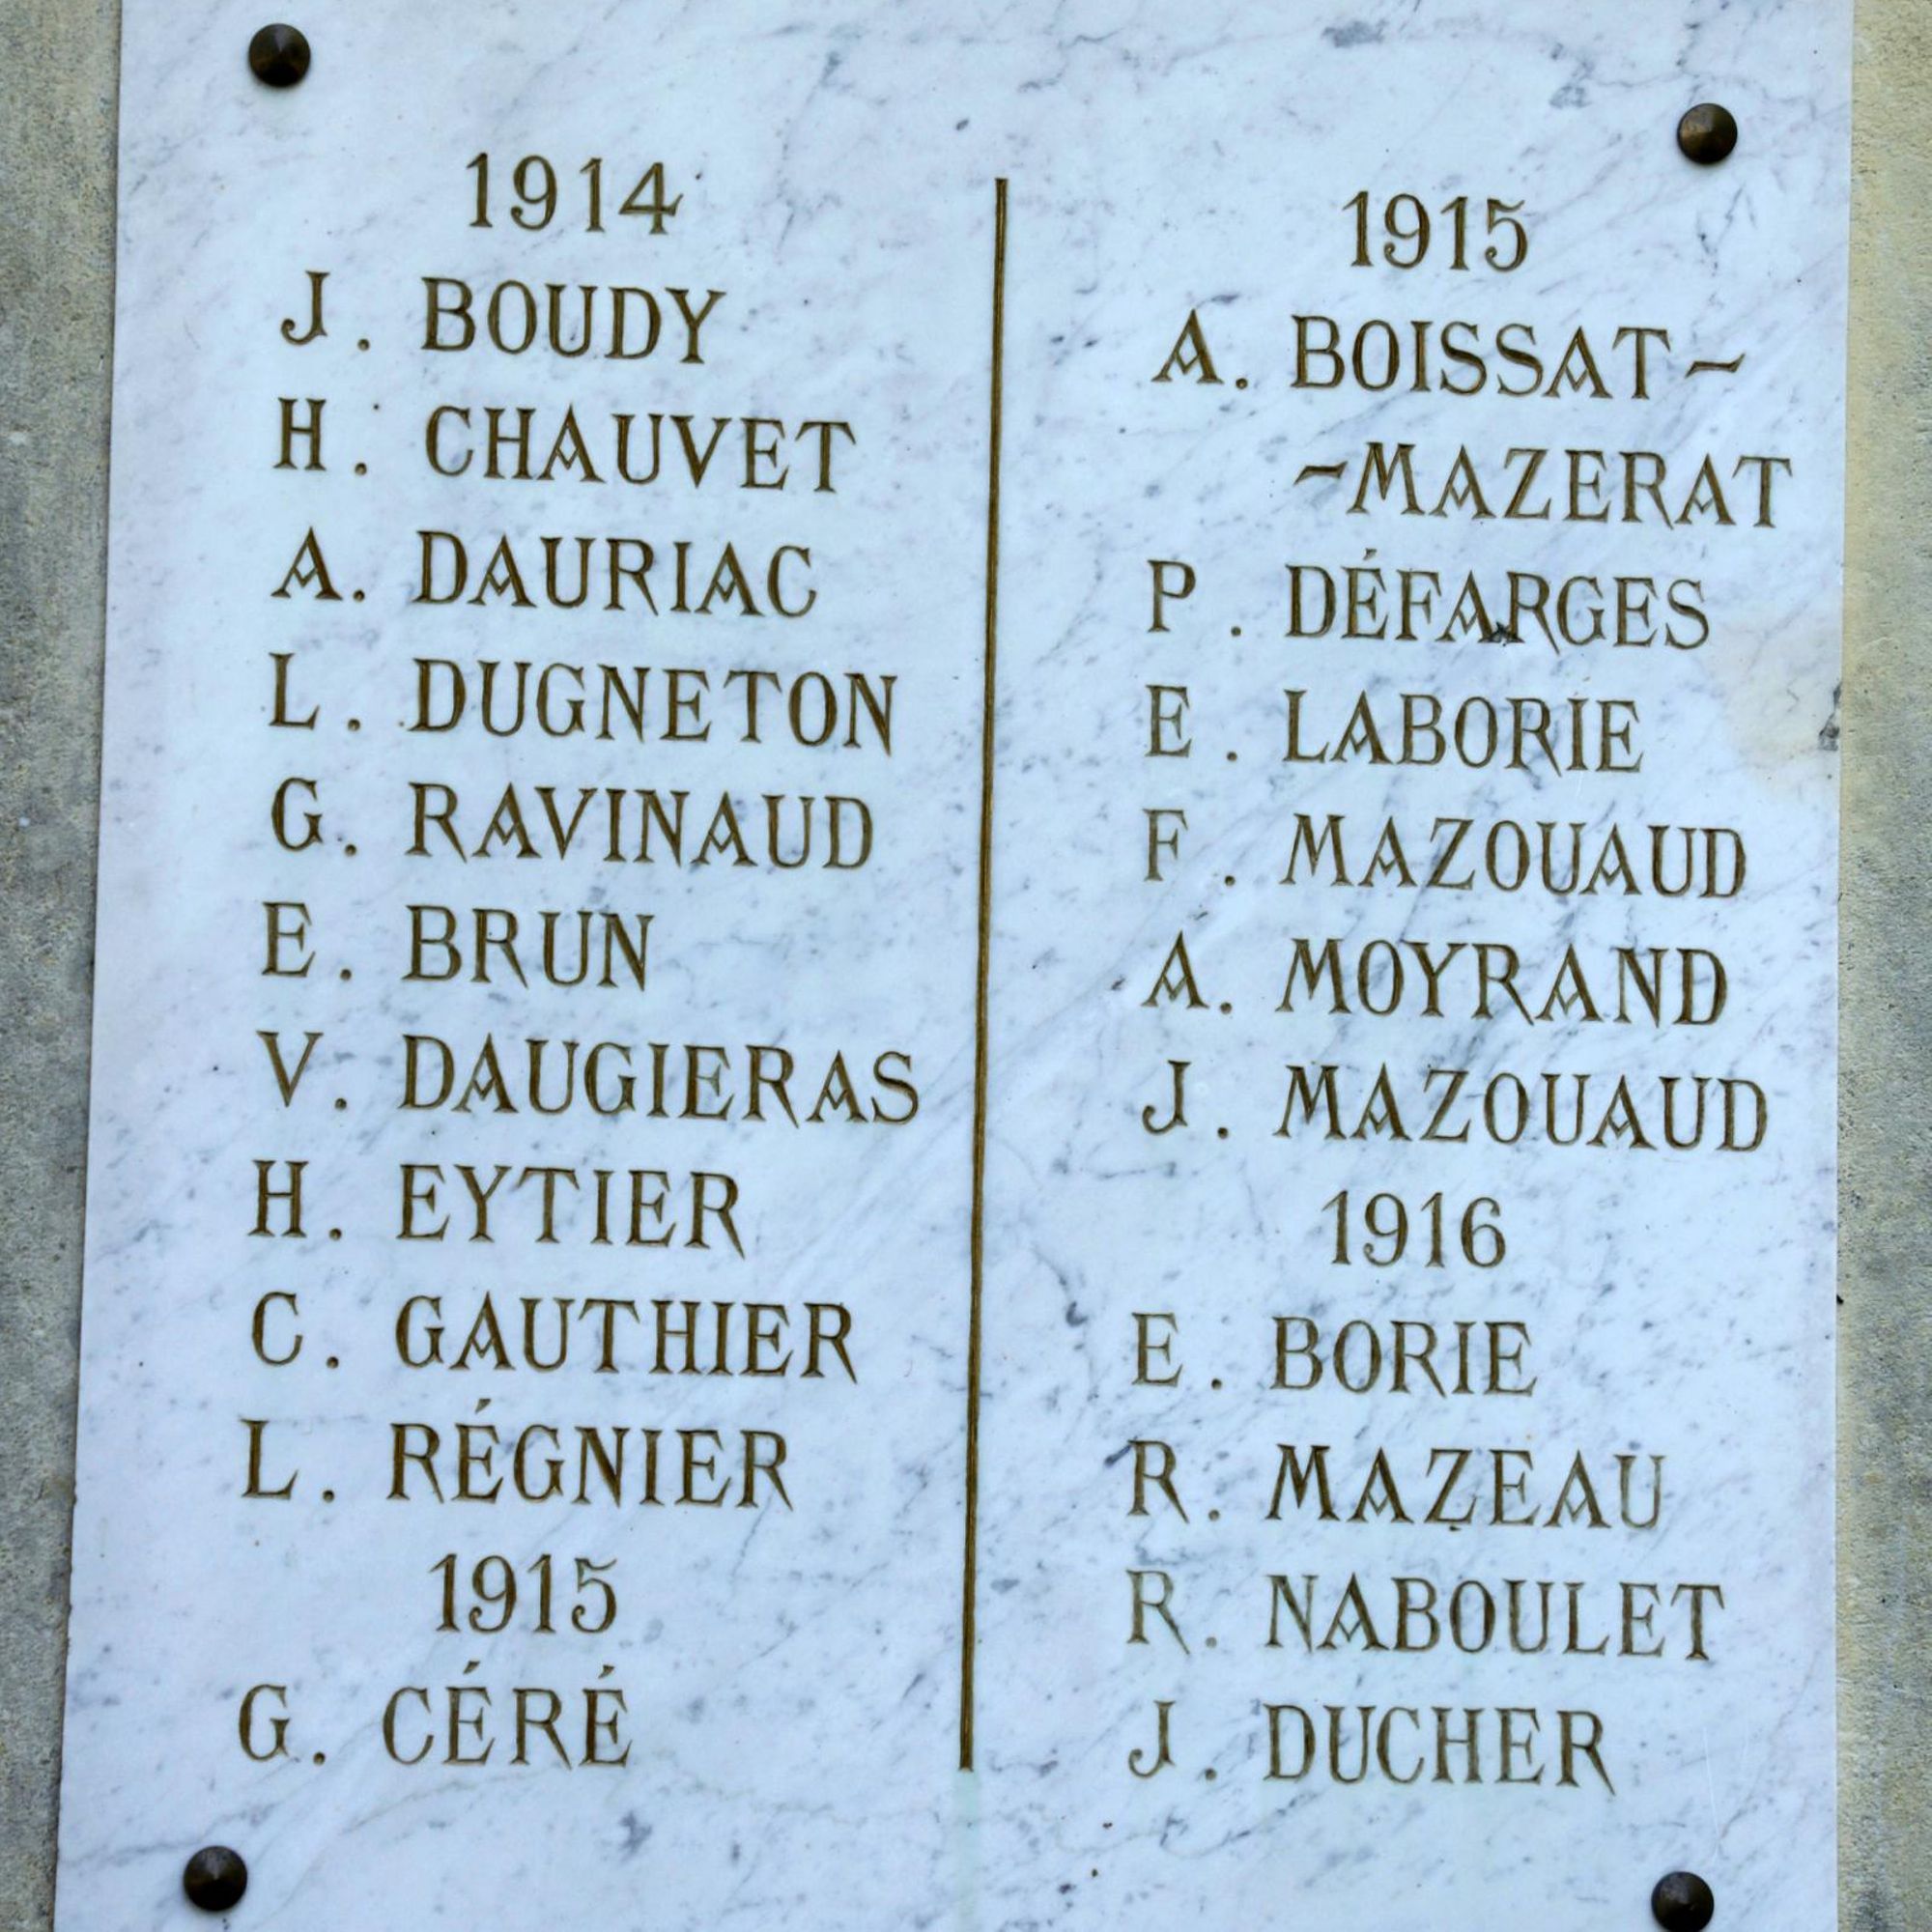 1914
J. BOUDY
H. CHAUVET
A. DAURIAC
L. DUGNETON
G. RAVINAUD
E. BRUN
V. DAUGIERAS
H. EYTIER
C. GAUTHIER
L. RÉGNIER
1915
G. CÉRÉ
1915
A. BOISSAT-
-MAZERAT
P. DÉFARGES
E. LABORIE
F. MAZOUAUD
A. MOYRAND
J. MAZOUAUD
1916
E. BORIE
R. MAZEAU
R. NABOULET
J. DUCHER